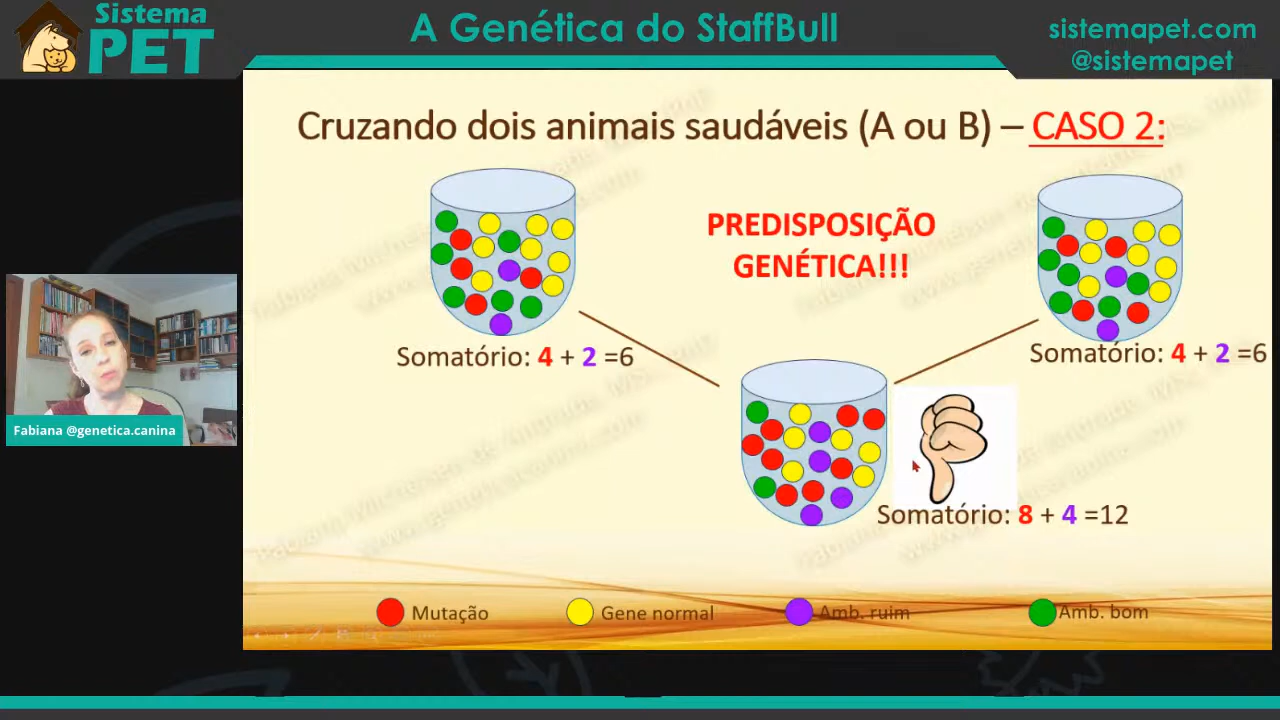 Sistema
PET
A Genética do StaffBull
sistemapet.com
@sistemapet
Cruzando dois animais saudáveis (A ou B) – CASO 2:
PREDISPOSIÇÃO
GENÉTICA!!!
Somatório: 4 + 2 =6
Somatório: 4 + 2 =6
Somatório: 8 + 4 =12
Fabiana @genetica.canina
Mutação
Gene normal
Amb. ruim
Amb. bom